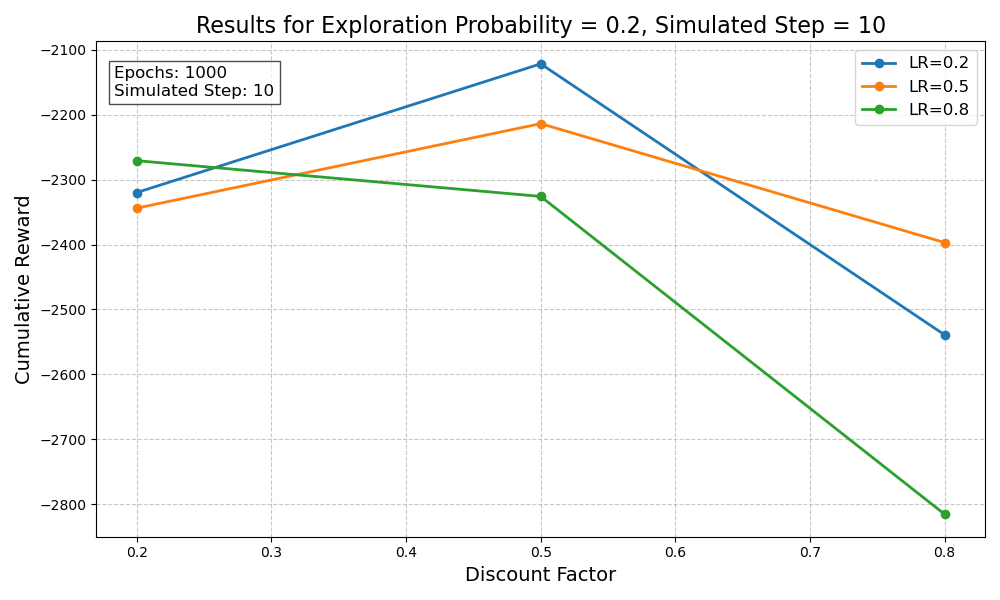 Results for Exploration Probability = 0.2, Simulated Step = 10
Cumulative Reward
−2100
−2200
−2300
−2400
−2500
−2600
−2700
−2800
Epochs: 1000
Simulated Step: 10
LR=0.2
LR=0.5
LR=0.8
0.2 0.3 0.4 0.5 0.6 0.7 0.8
Discount Factor